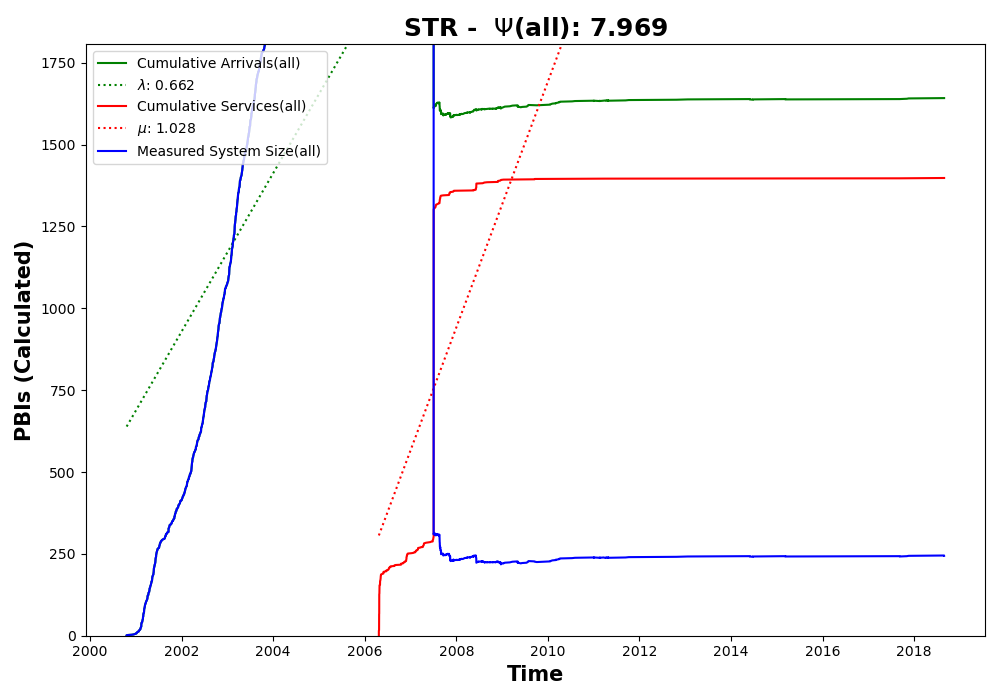 STR -  Ψ(all): 7.969
Cumulative Arrivals(all)
λ: 0.662
Cumulative Services(all)
μ: 1.028
Measured System Size(all)
PBIs (Calculated)
1750
1500
1250
1000
750
500
250
0
2000 2002 2004 2006 2008 2010 2012 2014 2016 2018
Time